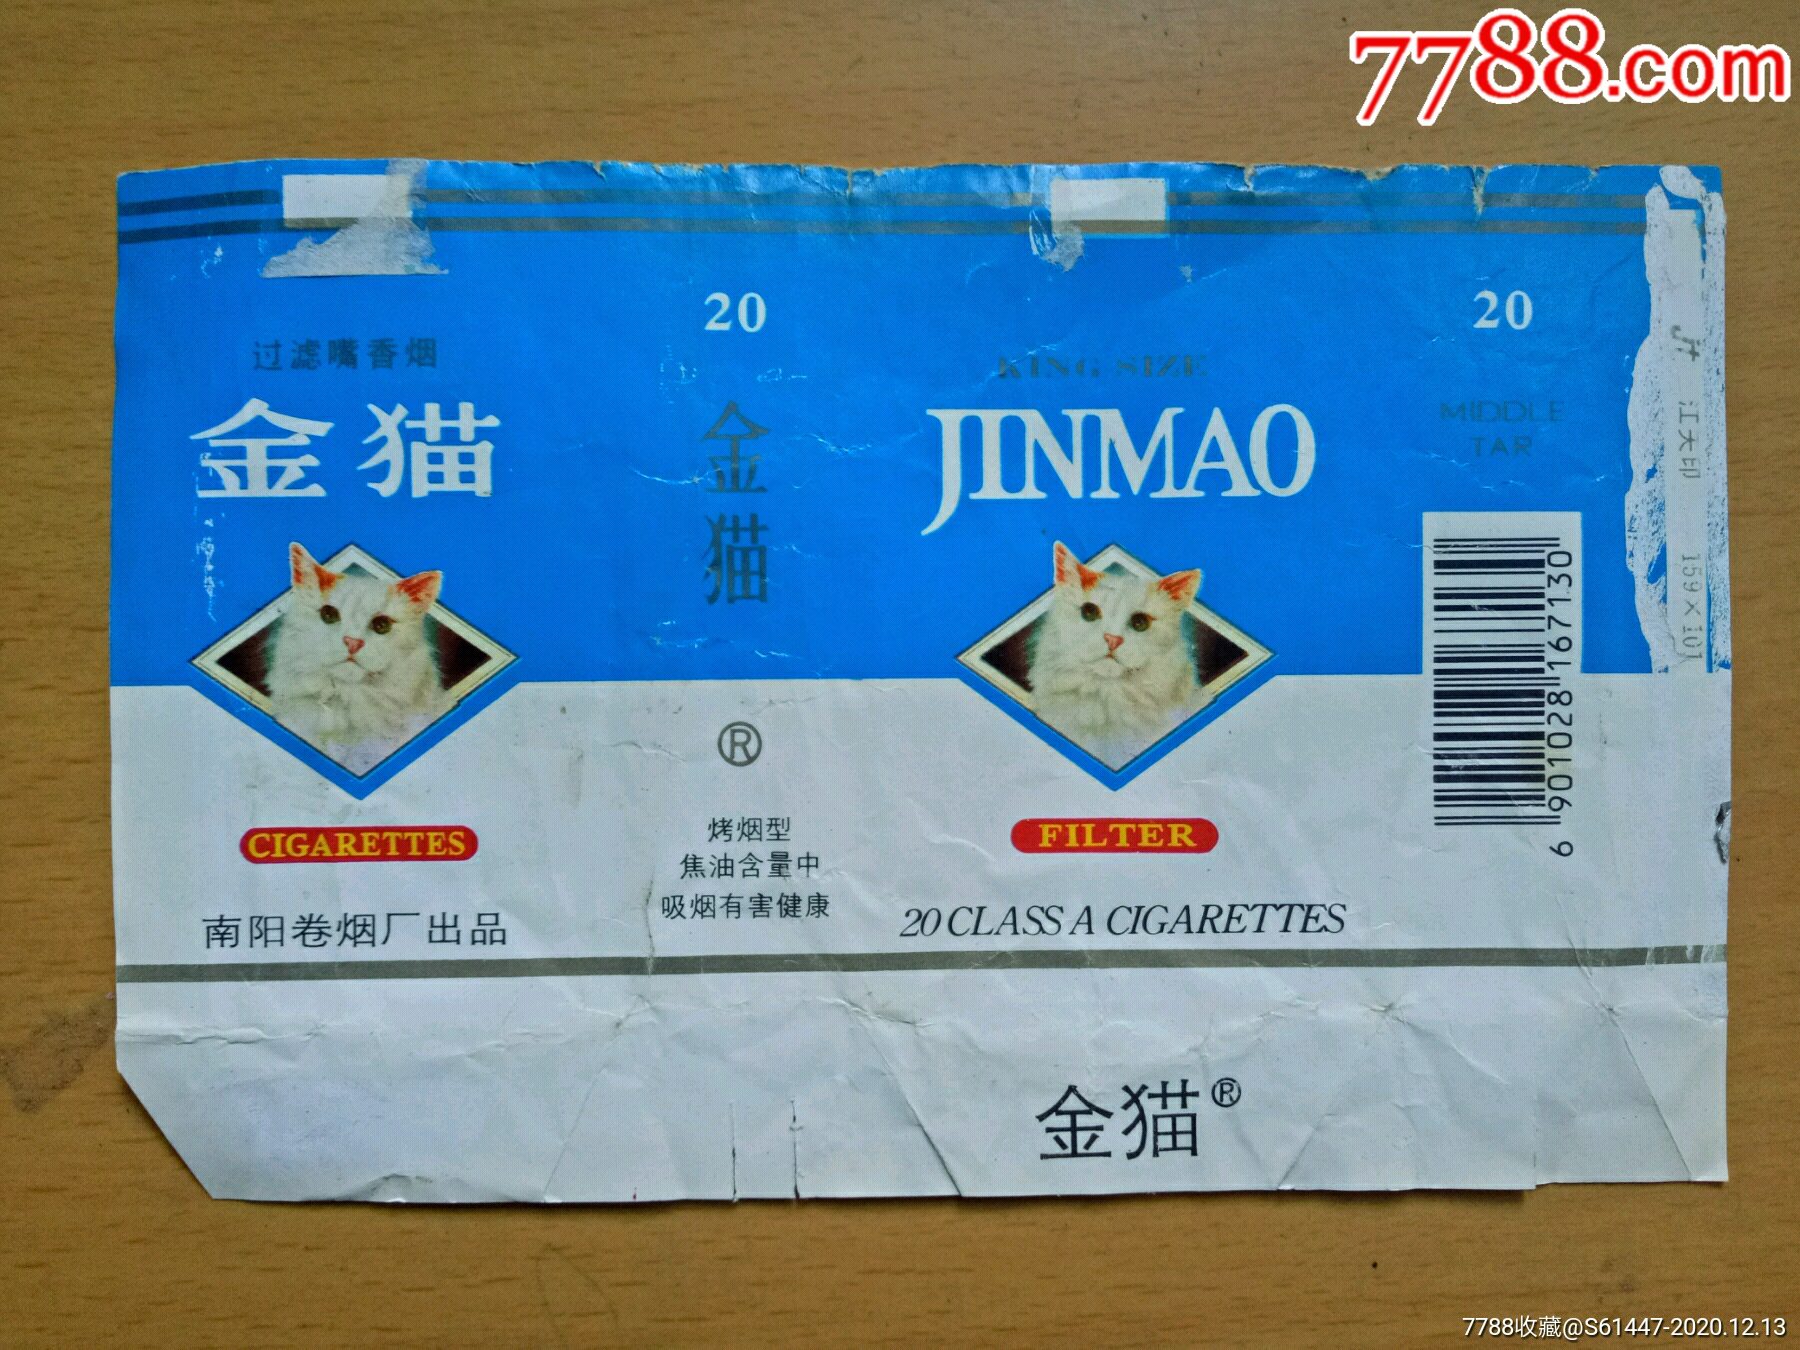 7788.com
过滤嘴香烟
金猫
CIGARETTES
南阳卷烟厂出品
20
金猫
®
烤烟型
焦油含量中
吸烟有害健康
20
KING SIZE
JINMAO
FILTER
20 CLASS A CIGARETTES
金猫®
MIDDLE
TAR
6 901028 167130
江大印
159×101
7788收藏@S61447-2020.12.13